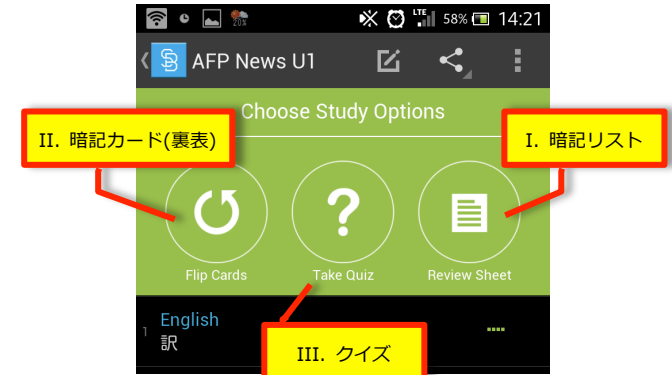 20%
LTE 58% 14:21
AFP News U1
Choose Study Options
II. 暗記カード(裏表)
I. 暗記リスト
Flip Cards
Take Quiz
Review Sheet
1 English
訳
III. クイズ